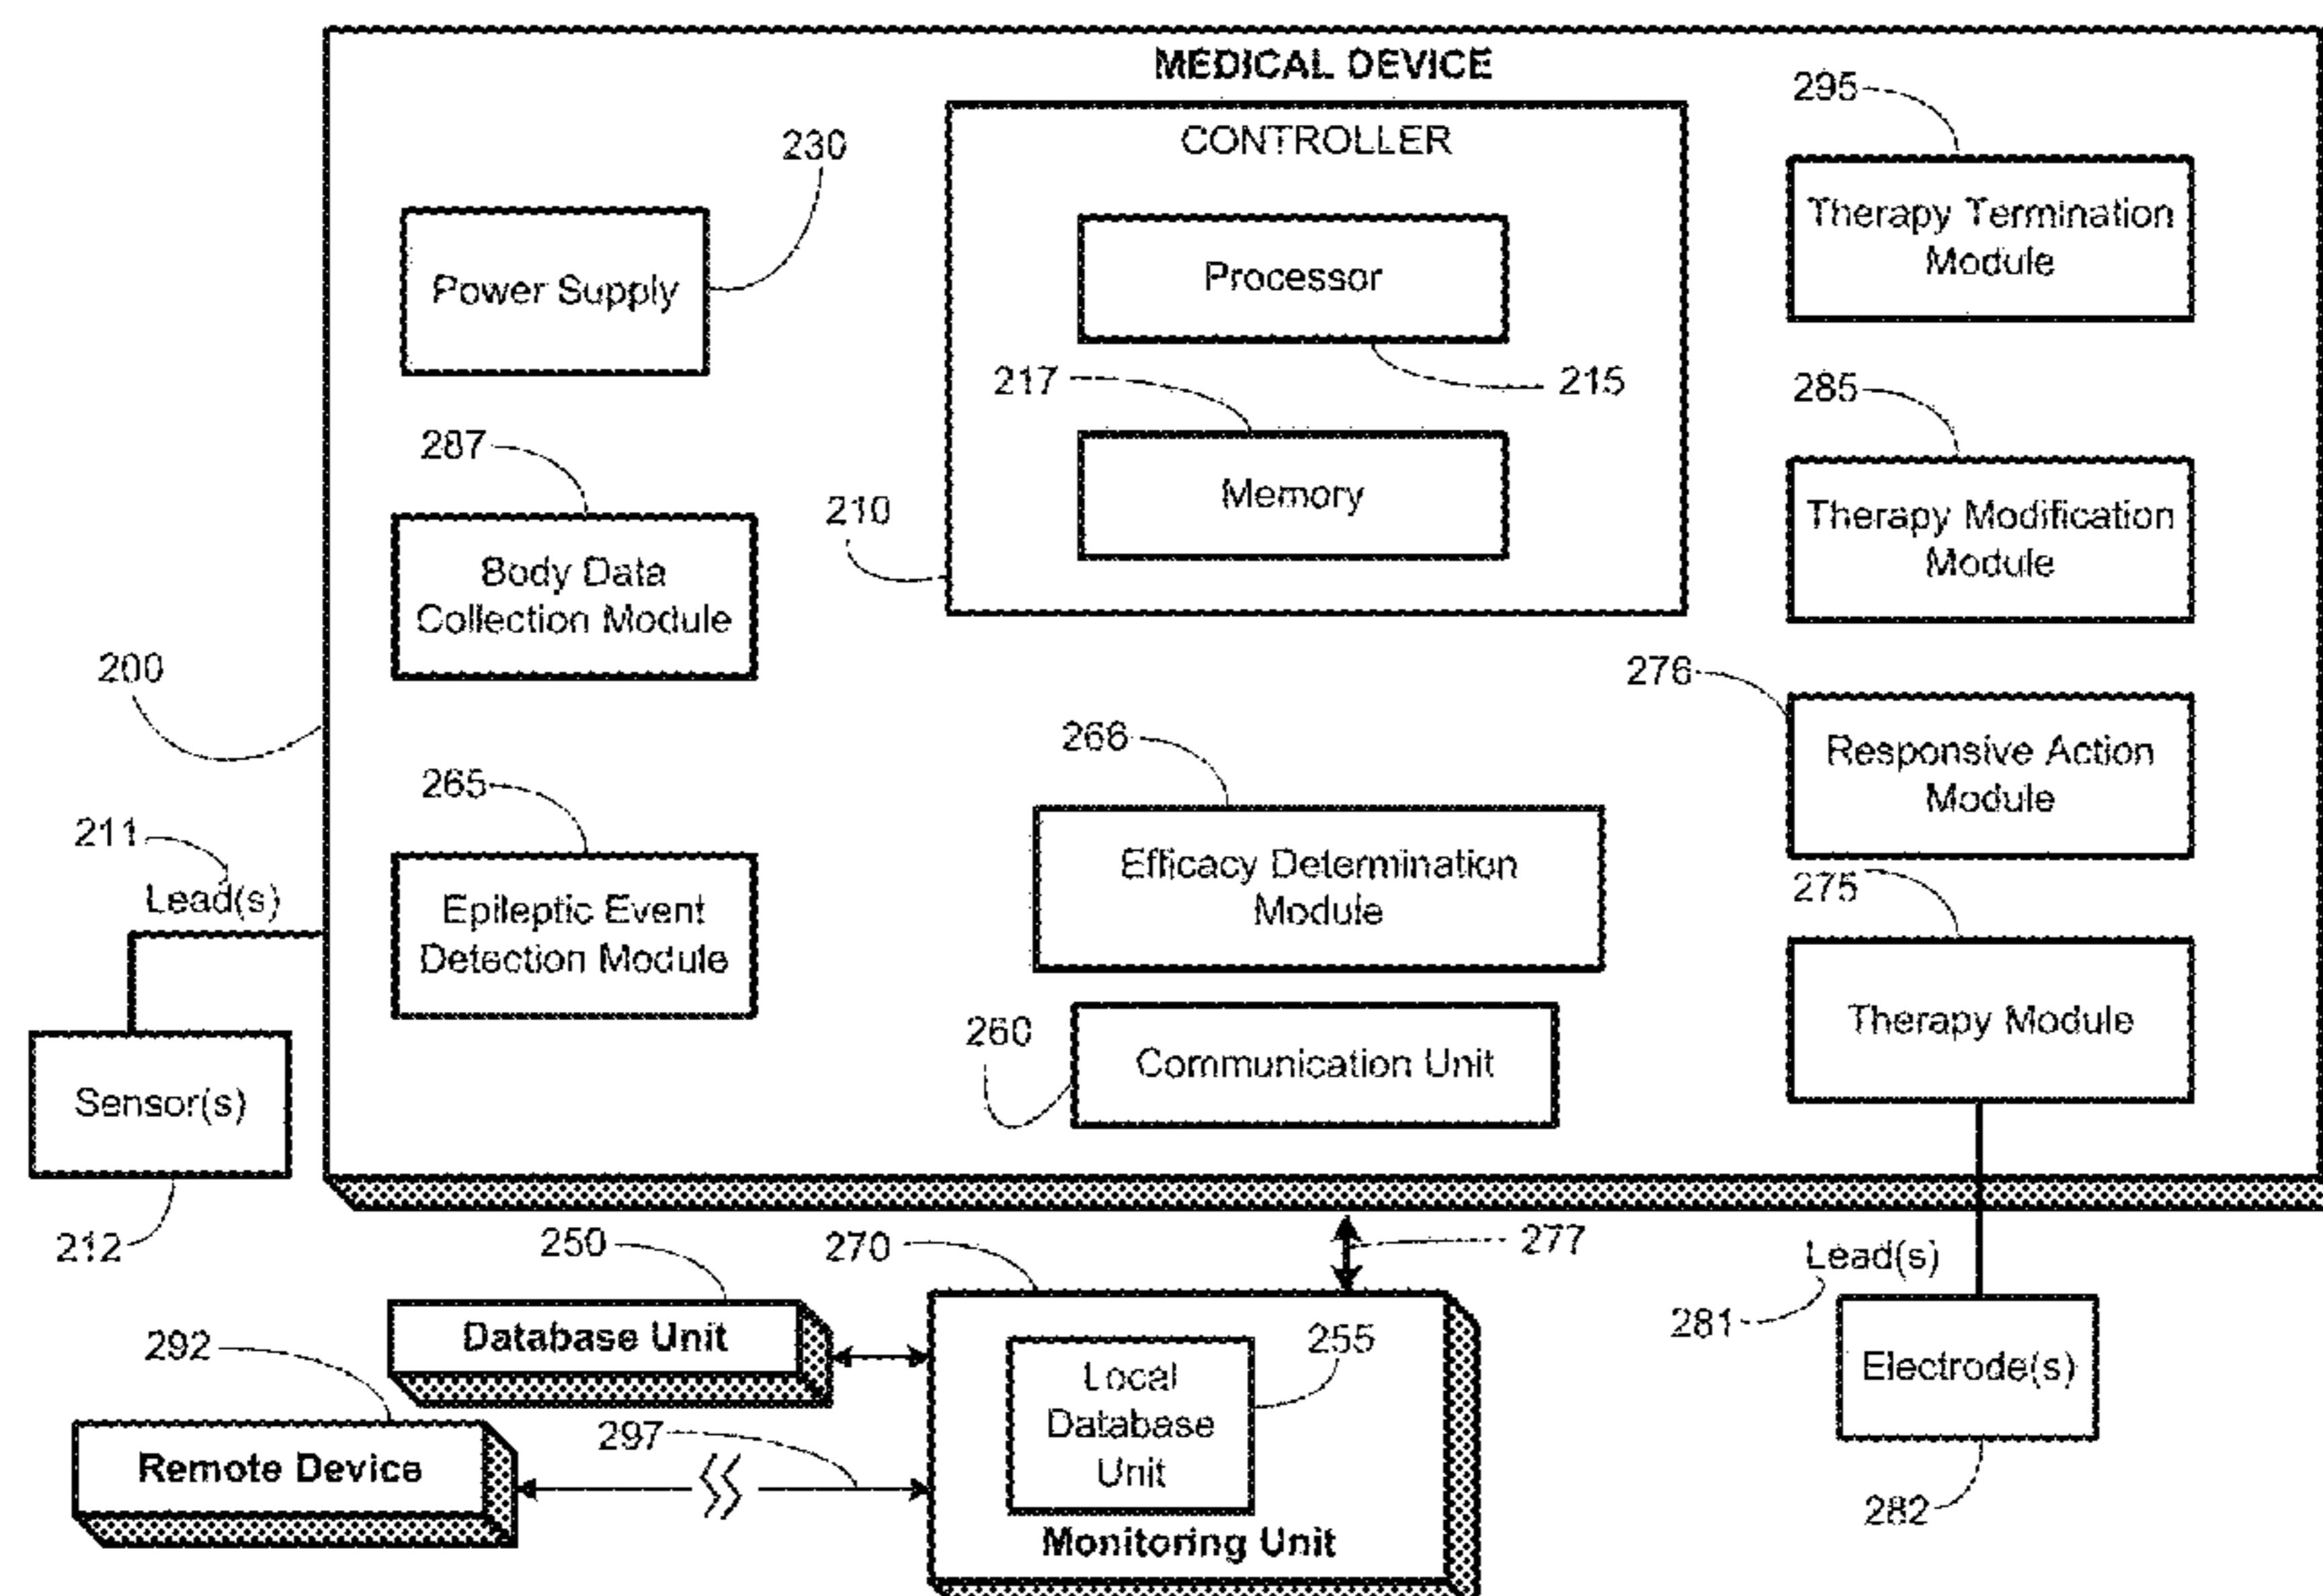 MEDICAL DEVICE
295
CONTROLLER
230
Therapy Termination
Module
Processor
Power Supply
217
215
285
287
Memory
210
Therapy Modification
Module
Body Data
Collection Module
200
276
268
Responsive Action
Module
265
211
Lead(s)
Efficacy Determination
Module
275
Epileptic Event
Detection Module
260
Communication Unit
Therapy Module
Sensor(s)
212
250
270
277
Lead(s)
281
Database Unit
292
255
Local
Database
Unit
Electrode(s)
297
Remote Device
282
Monitoring Unit